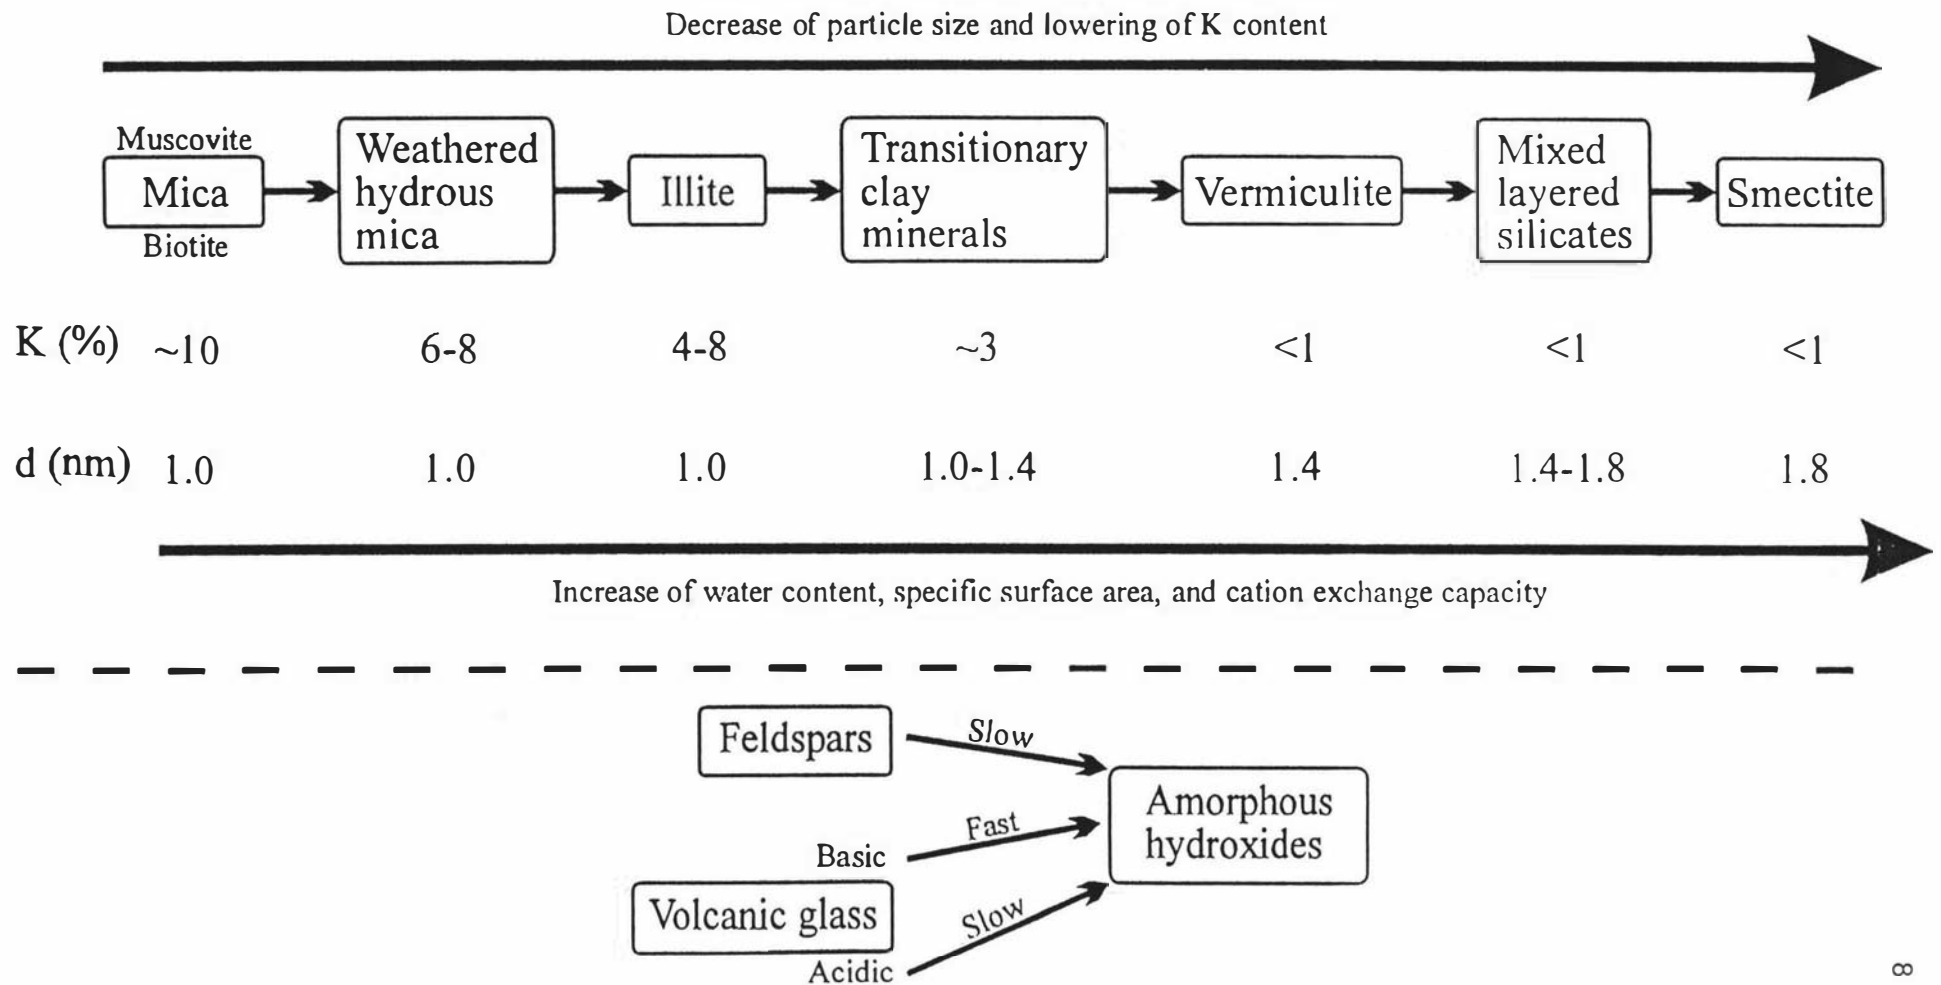 Decrease of particle size and lowering of K content
Muscovite
Mica
Biotite
Weathered
hydrous
mica
Illite
Transitionary
clay
minerals
Vermiculite
Mixed
layered
silicates
Smectite
K (%) ~10 6-8 4-8 ~3 <1 <1 <1
d (nm) 1.0 1.0 1.0 1.0-1.4 1.4 1.4-1.8 1.8
Increase of water content, specific surface area, and cation exchange capacity
Feldspars
Slow
Amorphous
hydroxides
Fast
Basic
Volcanic glass
Slow
Acidic
8